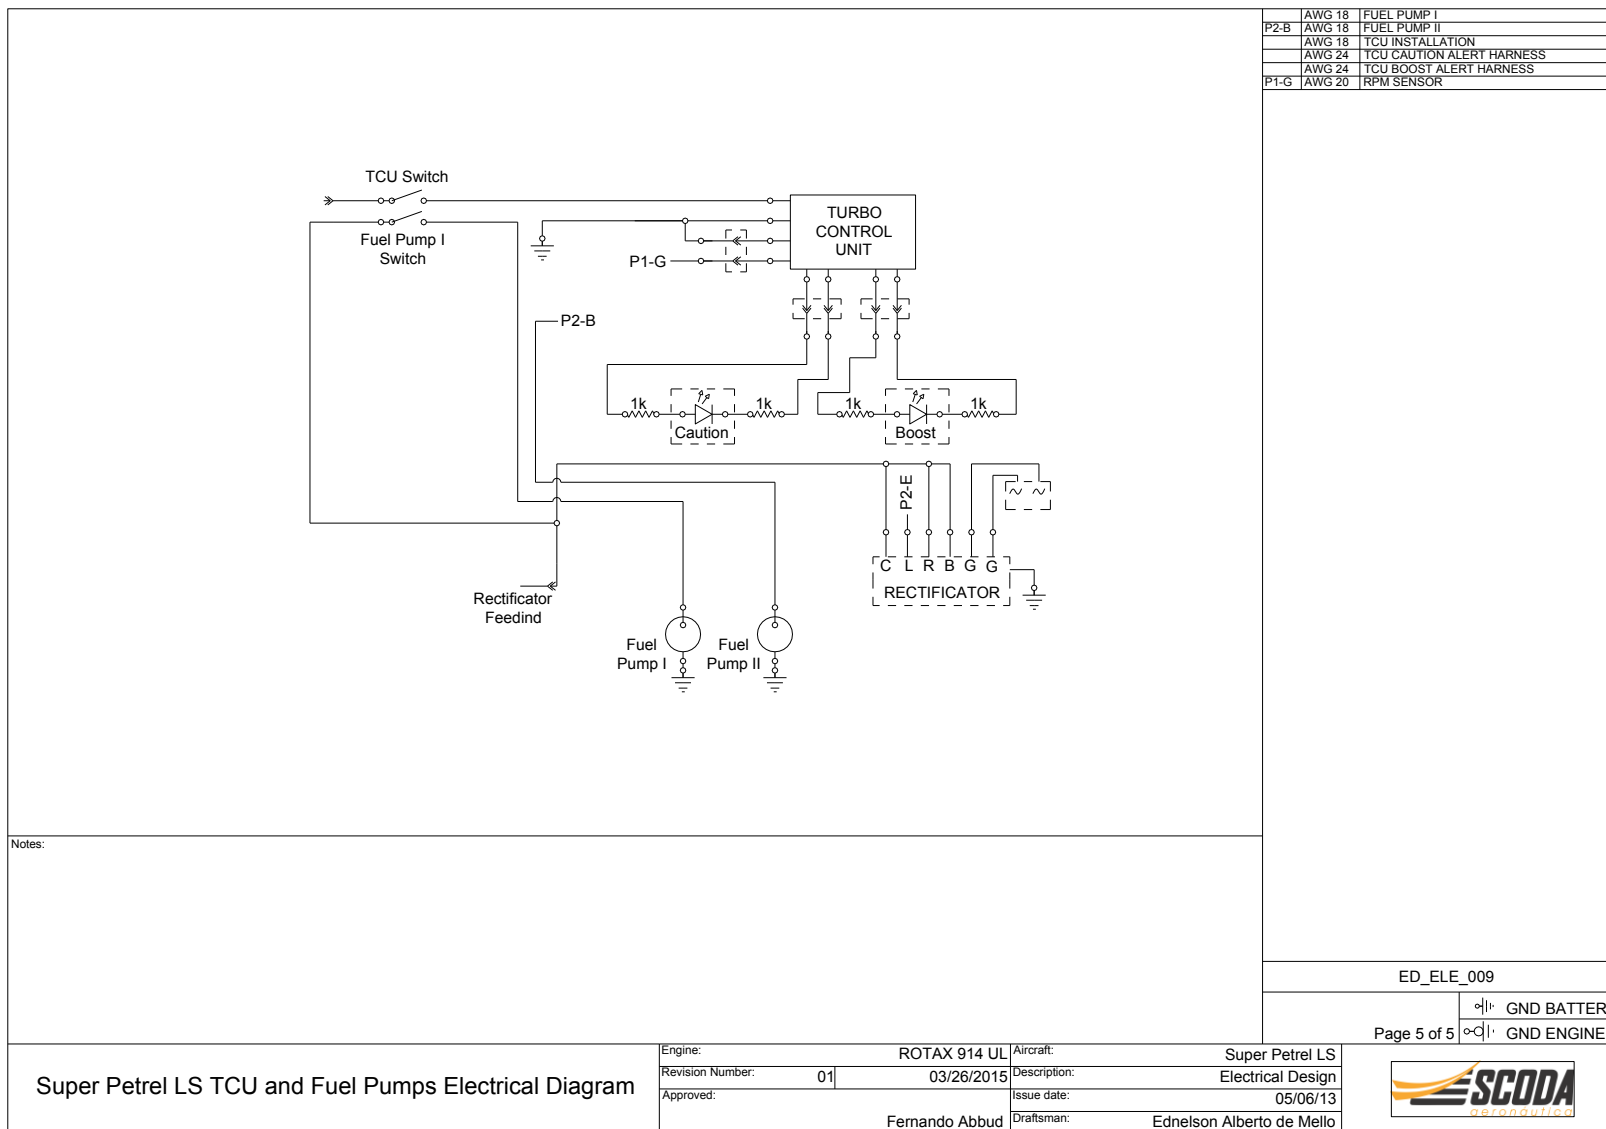 AWG 18 FUEL PUMP I
P2-B AWG 18 FUEL PUMP II
AWG 18 TCU INSTALLATION
AWG 24 TCU CAUTION ALERT HARNESS
AWG 24 TCU BOOST ALERT HARNESS
P1-G AWG 20 RPM SENSOR
TCU Switch
Fuel Pump I
Switch
TURBO
CONTROL
UNIT
P1-G
P2-B
1k
1k
1k
1k
Caution
Boost
P2-E
C L R B G G
RECTIFICATOR
Rectificator
Feedind
Fuel
Pump I
Fuel
Pump II
Notes:
ED_ELE_009
GND BATTER
Page 5 of 5
GND ENGINE
Super Petrel LS TCU and Fuel Pumps Electrical Diagram
Engine: ROTAX 914 UL
Revision Number: 01 03/26/2015
Approved: Fernando Abbud
Aircraft: Super Petrel LS
Description: Electrical Design
Issue date: 05/06/13
Draftsman: Ednelson Alberto de Mello
SCODA
aeronáutica